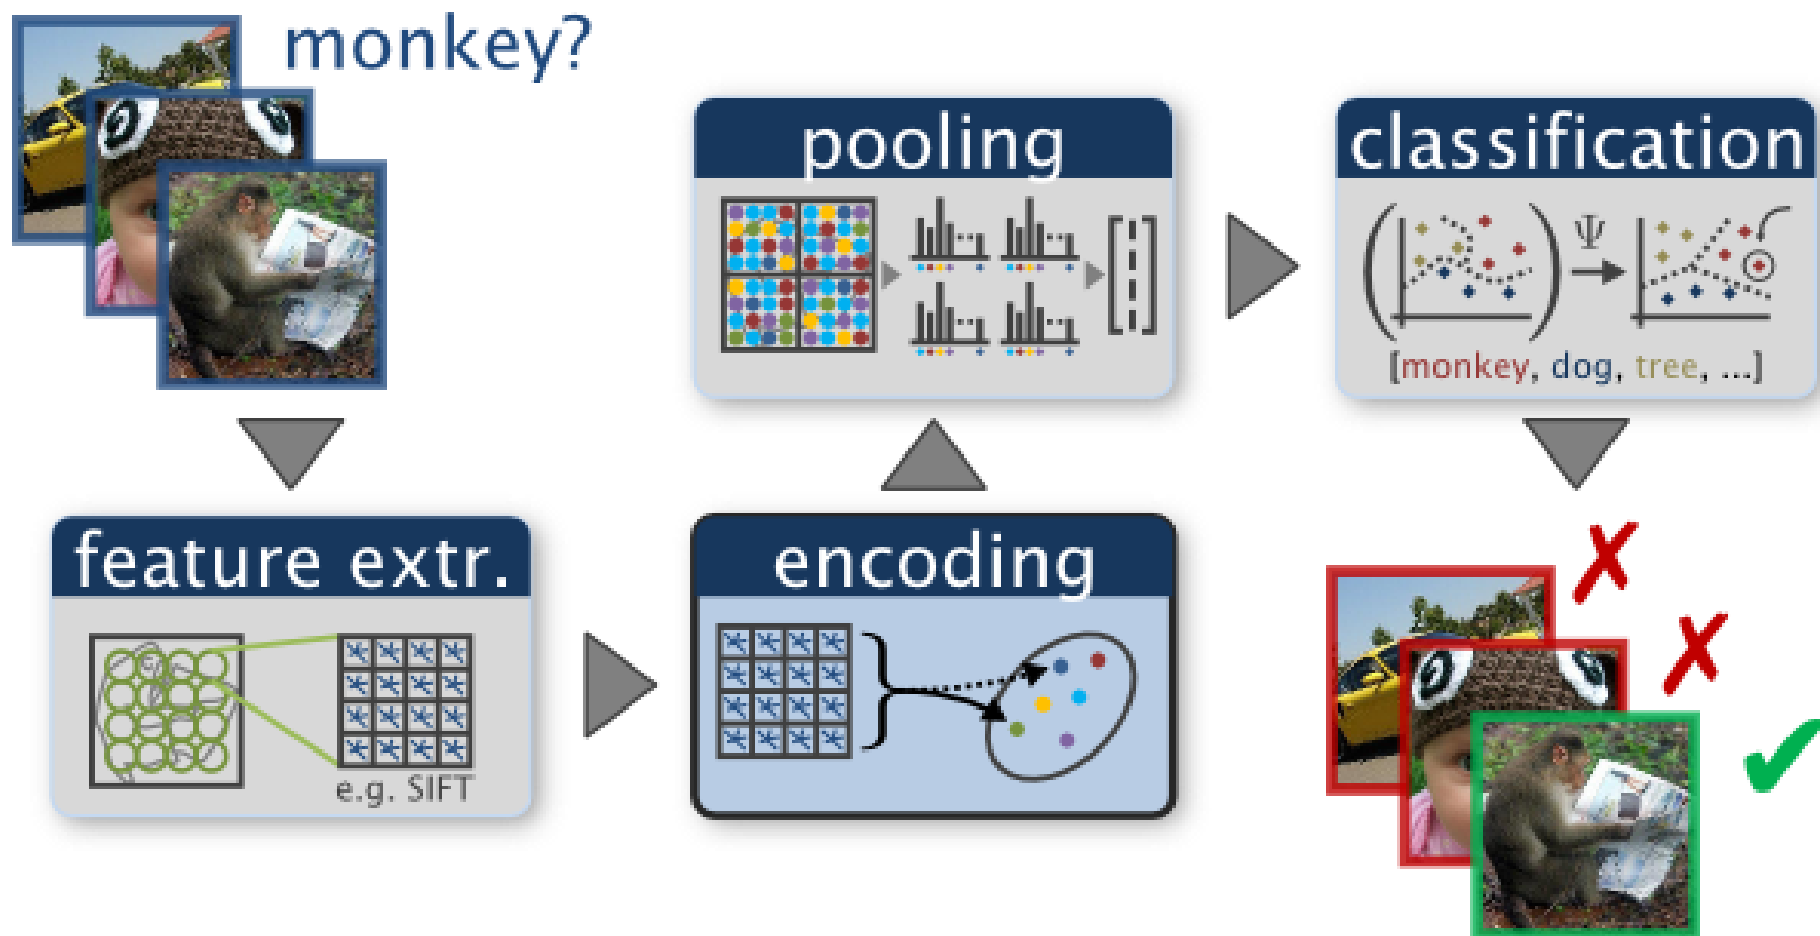 monkey?
feature extr.
e.g. SIFT
encoding
pooling
classification
Ψ
[monkey, dog, tree, ...]